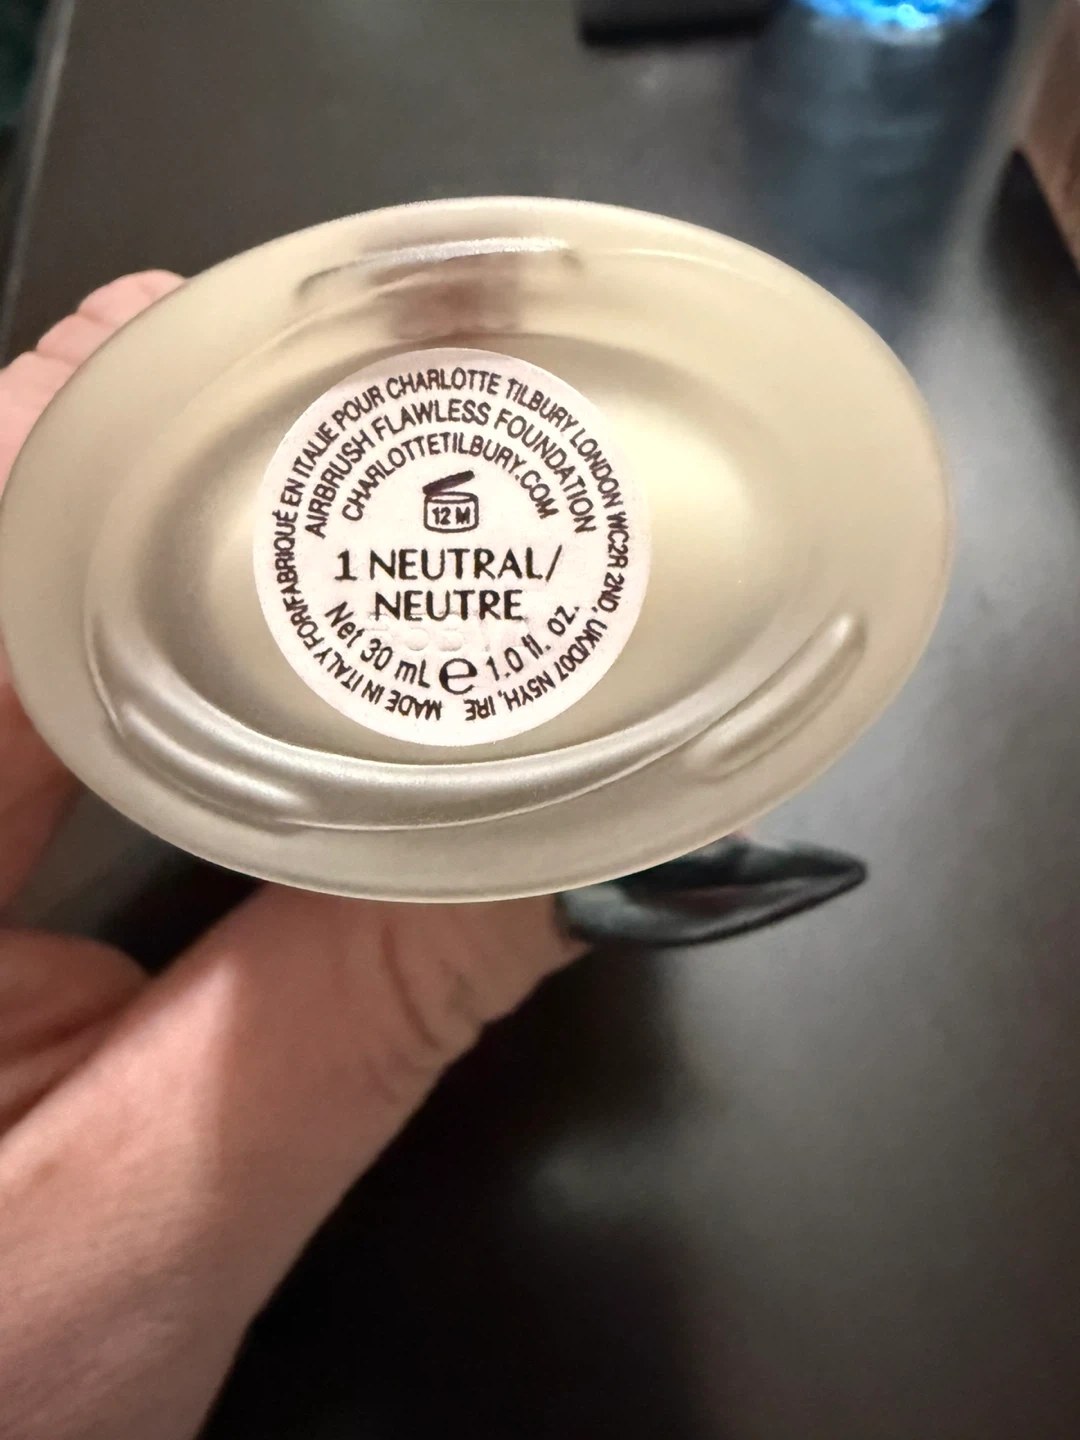 MADE IN ITALY FOR/FABRIQUÉ EN ITALIE POUR CHARLOTTE TILBURY LONDON WC2R 2ND, UK/D07 N5YH, IRE
AIRBRUSH FLAWLESS FOUNDATION
CHARLOTTETILBURY.COM
12 M
1 NEUTRAL/
NEUTRE
Net 30 mL e 1.0 fl. oz.